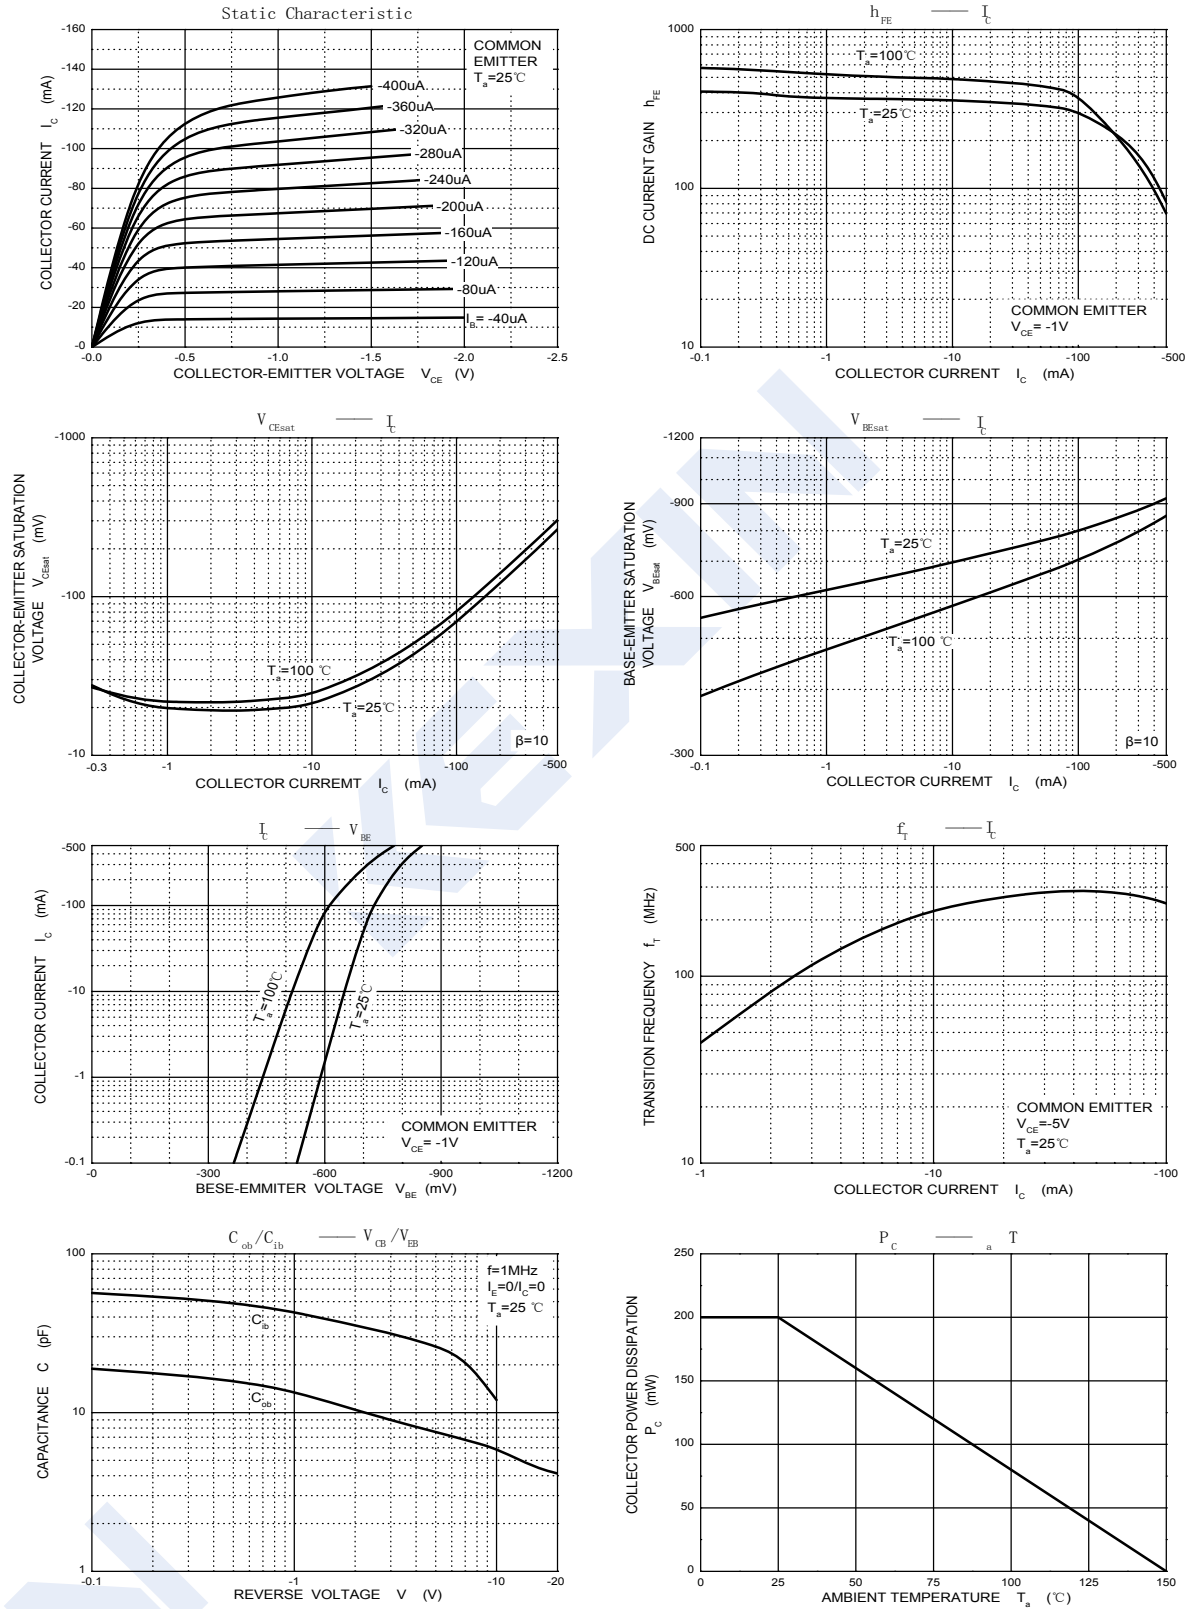 Static Characteristic
-160
-140
-120
-100
-80
-60
-40
-20
-0
COLLECTOR CURRENT I_C (mA)
COMMON
EMITTER
T_a=25℃
-400uA
-360uA
-320uA
-280uA
-240uA
-200uA
-160uA
-120uA
-80uA
I_B= -40uA
-0.0 -0.5 -1.0 -1.5 -2.0 -2.5
COLLECTOR-EMITTER VOLTAGE V_CE (V)
h_FE —— I_C
1000
100
10
DC CURRENT GAIN h_FE
T_a=100℃
T_a=25℃
COMMON EMITTER
V_CE= -1V
-0.1 -1 -10 -100 -500
COLLECTOR CURRENT I_C (mA)
V_CEsat —— I_C
-1000
-100
-10
COLLECTOR-EMITTER SATURATION
VOLTAGE V_CEsat (mV)
T_a=100 ℃
T_a=25℃
β=10
-0.3 -1 -10 -100 -500
COLLECTOR CURREMT I_C (mA)
V_BEsat —— I_C
-1200
-900
-600
-300
BASE-EMITTER SATURATION
VOLTAGE V_BEsat (mV)
T_a=25℃
T_a=100 ℃
β=10
-0.1 -1 -10 -100 -500
COLLECTOR CURREMT I_C (mA)
I_C —— V_BE
-500
-100
-10
-1
-0.1
COLLECTOR CURRENT I_C (mA)
T_a=100℃
T_a=25℃
COMMON EMITTER
V_CE= -1V
-0 -300 -600 -900 -1200
BESE-EMMITER VOLTAGE V_BE (mV)
f_T —— I_C
500
100
10
TRANSITION FREQUENCY f_T (MHz)
COMMON EMITTER
V_CE=-5V
T_a=25℃
-1 -10 -100
COLLECTOR CURRENT I_C (mA)
C_ob/C_ib —— V_CB/V_EB
100
10
1
CAPACITANCE C (pF)
f=1MHz
I_E=0/I_C=0
T_a=25 ℃
C_ib
C_ob
-0.1 -1 -10 -20
REVERSE VOLTAGE V (V)
P_C —— _a T
250
200
150
100
50
0
COLLECTOR POWER DISSIPATION
P_C (mW)
0 25 50 75 100 125 150
AMBIENT TEMPERATURE T_a (℃)
KEXIN